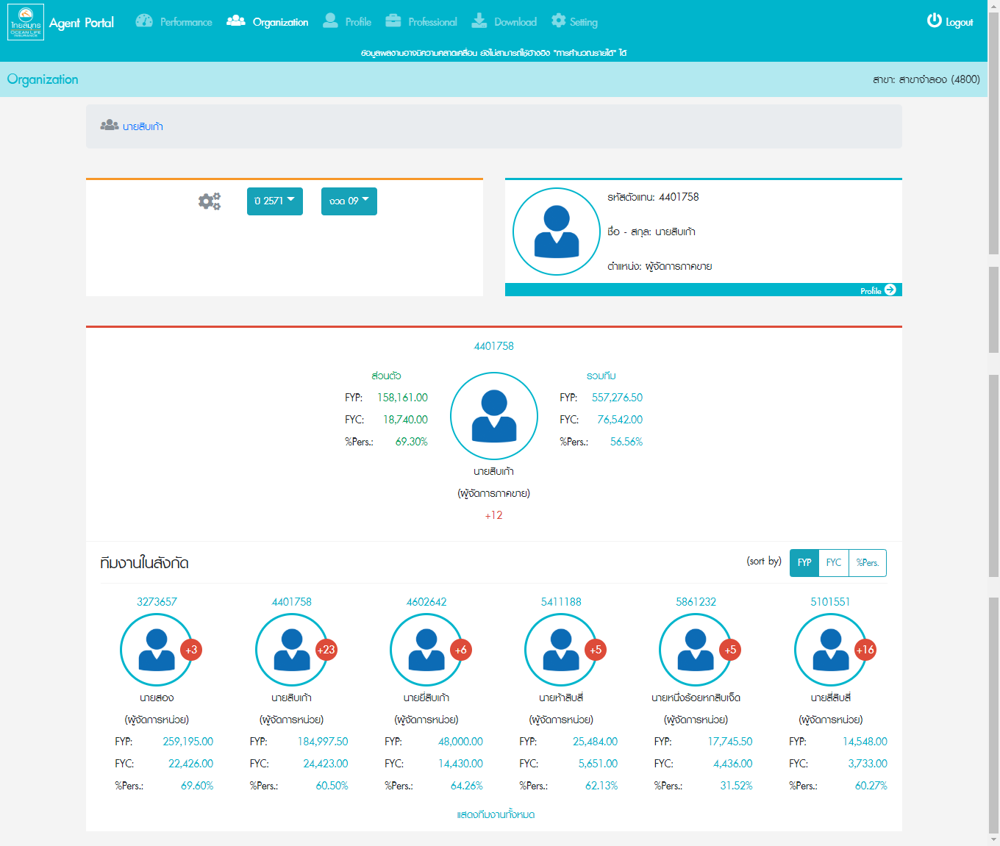 ไทยสมุทร
OCEAN LIFE
INSURANCE
Agent Portal
Performance
Organization
Profile
Professional
Download
Setting
Logout
ข้อมูลผลงานอาจมีความคลาดเคลื่อน ยังไม่สามารถใช้อ้างอิง "การคำนวณรายได้" ได้
Organization
สาขา: สาขาจำลอง (4800)
นายสิบเก้า
ปี 2571
งวด 09
รหัสตัวแทน: 4401758
ชื่อ - สกุล: นายสิบเก้า
ตำแหน่ง: ผู้จัดการภาคขาย
Profile
4401758
ส่วนตัว
FYP: 158,161.00
FYC: 18,740.00
%Pers.: 69.30%
รวมทีม
FYP: 557,276.50
FYC: 76,542.00
%Pers.: 56.56%
นายสิบเก้า
(ผู้จัดการภาคขาย)
+12
ทีมงานในสังกัด
(sort by) FYP FYC %Pers.
3273657
+3
นายสอง
(ผู้จัดการหน่วย)
FYP: 259,195.00
FYC: 22,426.00
%Pers.: 69.60%
4401758
+23
นายสิบเก้า
(ผู้จัดการหน่วย)
FYP: 184,997.50
FYC: 24,423.00
%Pers.: 60.50%
4602642
+6
นายยี่สิบเก้า
(ผู้จัดการหน่วย)
FYP: 48,000.00
FYC: 14,430.00
%Pers.: 64.26%
5411188
+5
นายห้าสิบสี่
(ผู้จัดการหน่วย)
FYP: 25,484.00
FYC: 5,651.00
%Pers.: 62.13%
5861232
+5
นายหนึ่งร้อยหกสิบเจ็ด
(ผู้จัดการหน่วย)
FYP: 17,745.50
FYC: 4,436.00
%Pers.: 31.52%
5101551
+16
นายสี่สิบสี่
(ผู้จัดการหน่วย)
FYP: 14,548.00
FYC: 3,733.00
%Pers.: 60.27%
แสดงทีมงานทั้งหมด